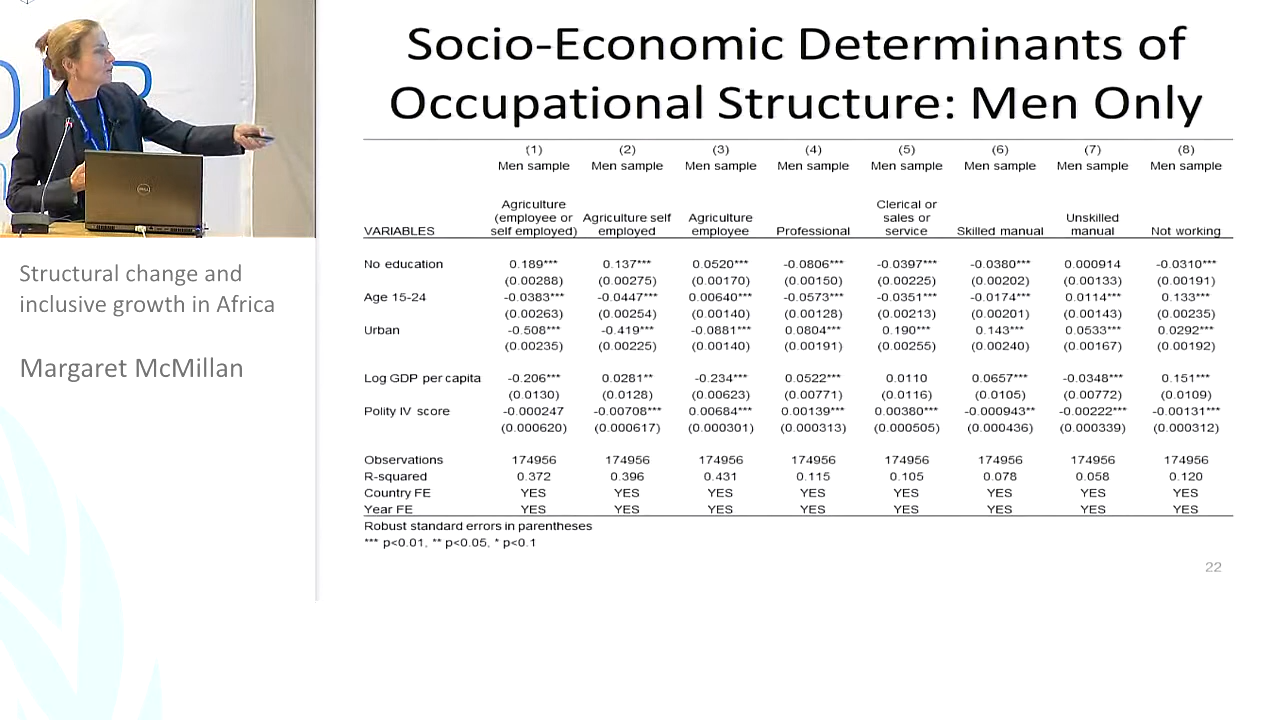 Socio-Economic Determinants of
Occupational Structure: Men Only
(1) (2) (3) (4) (5) (6) (7) (8)
Men sample Men sample Men sample Men sample Men sample Men sample Men sample Men sample
Agriculture Clerical or
(employee or Agriculture self Agriculture sales or Unskilled
VARIABLES self employed) employed employee Professional service Skilled manual manual Not working
No education 0.189*** 0.137*** 0.0520*** -0.0806*** -0.0397*** -0.0380*** 0.000914 -0.0310***
(0.00288) (0.00275) (0.00170) (0.00150) (0.00225) (0.00202) (0.00133) (0.00191)
Age 15-24 -0.0383*** -0.0447*** 0.00640*** -0.0573*** -0.0351*** -0.0174*** 0.0114*** 0.133***
(0.00263) (0.00254) (0.00140) (0.00128) (0.00213) (0.00201) (0.00143) (0.00235)
Urban -0.508*** -0.419*** -0.0881*** 0.0804*** 0.190*** 0.143*** 0.0533*** 0.0292***
(0.00235) (0.00225) (0.00140) (0.00191) (0.00255) (0.00240) (0.00167) (0.00192)
Log GDP per capita -0.206*** 0.0281** -0.234*** 0.0522*** 0.0110 0.0657*** -0.0348*** 0.151***
(0.0130) (0.0128) (0.00623) (0.00771) (0.0116) (0.0105) (0.00772) (0.0109)
Polity IV score -0.000247 -0.00708*** 0.00684*** 0.00139*** 0.00380*** -0.000943** -0.00222*** -0.00131***
(0.000620) (0.000617) (0.000301) (0.000313) (0.000505) (0.000436) (0.000339) (0.000312)
Observations 174956 174956 174956 174956 174956 174956 174956 174956
R-squared 0.372 0.396 0.431 0.115 0.105 0.078 0.058 0.120
Country FE YES YES YES YES YES YES YES YES
Year FE YES YES YES YES YES YES YES YES
Robust standard errors in parentheses
*** p<0.01, ** p<0.05, * p<0.1
22
Structural change and
inclusive growth in Africa
Margaret McMillan
DELL